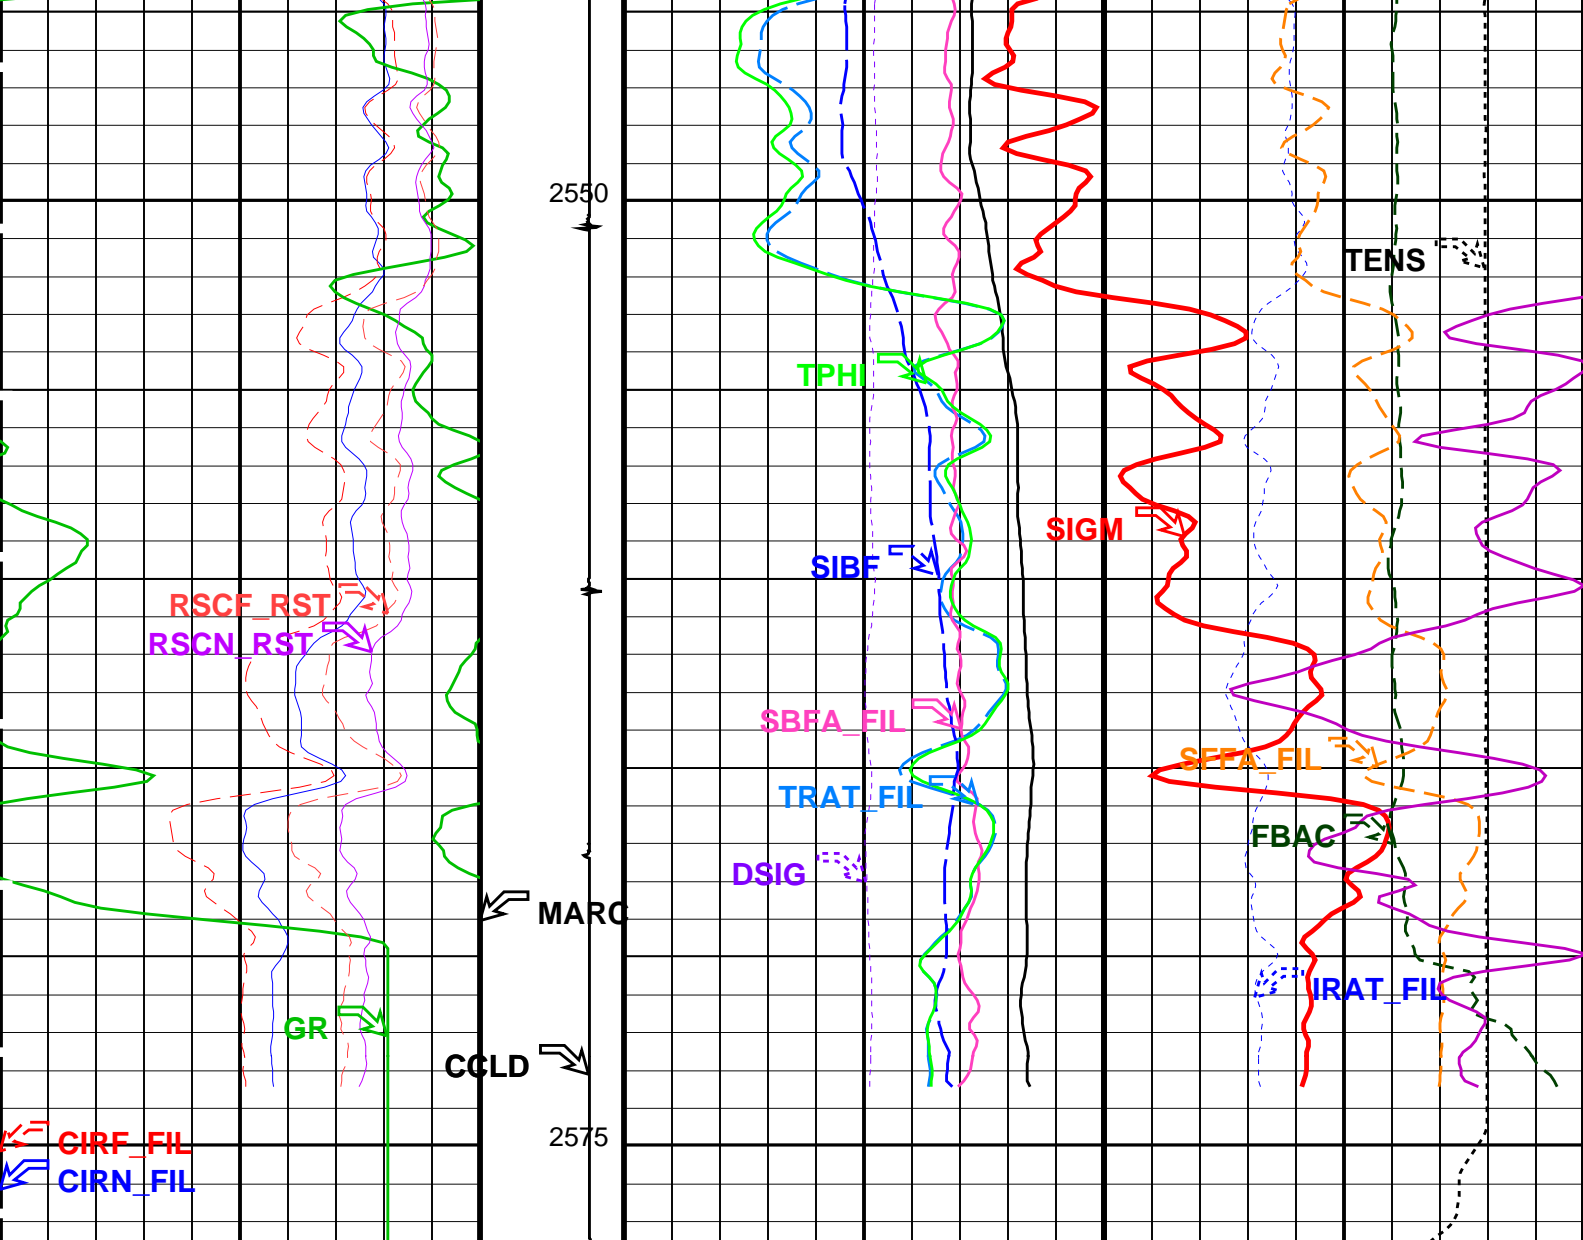 2550
TENS
TPHI
SIGM
SIBF
RSCF_RST
RSCN_RST
SBFA_FIL
SFFA_FIL
TRAT_FIL
FBAC
DSIG
MARC
IRAT_FIL
GR
CCLD
2575
CIRF_FIL
CIRN_FIL